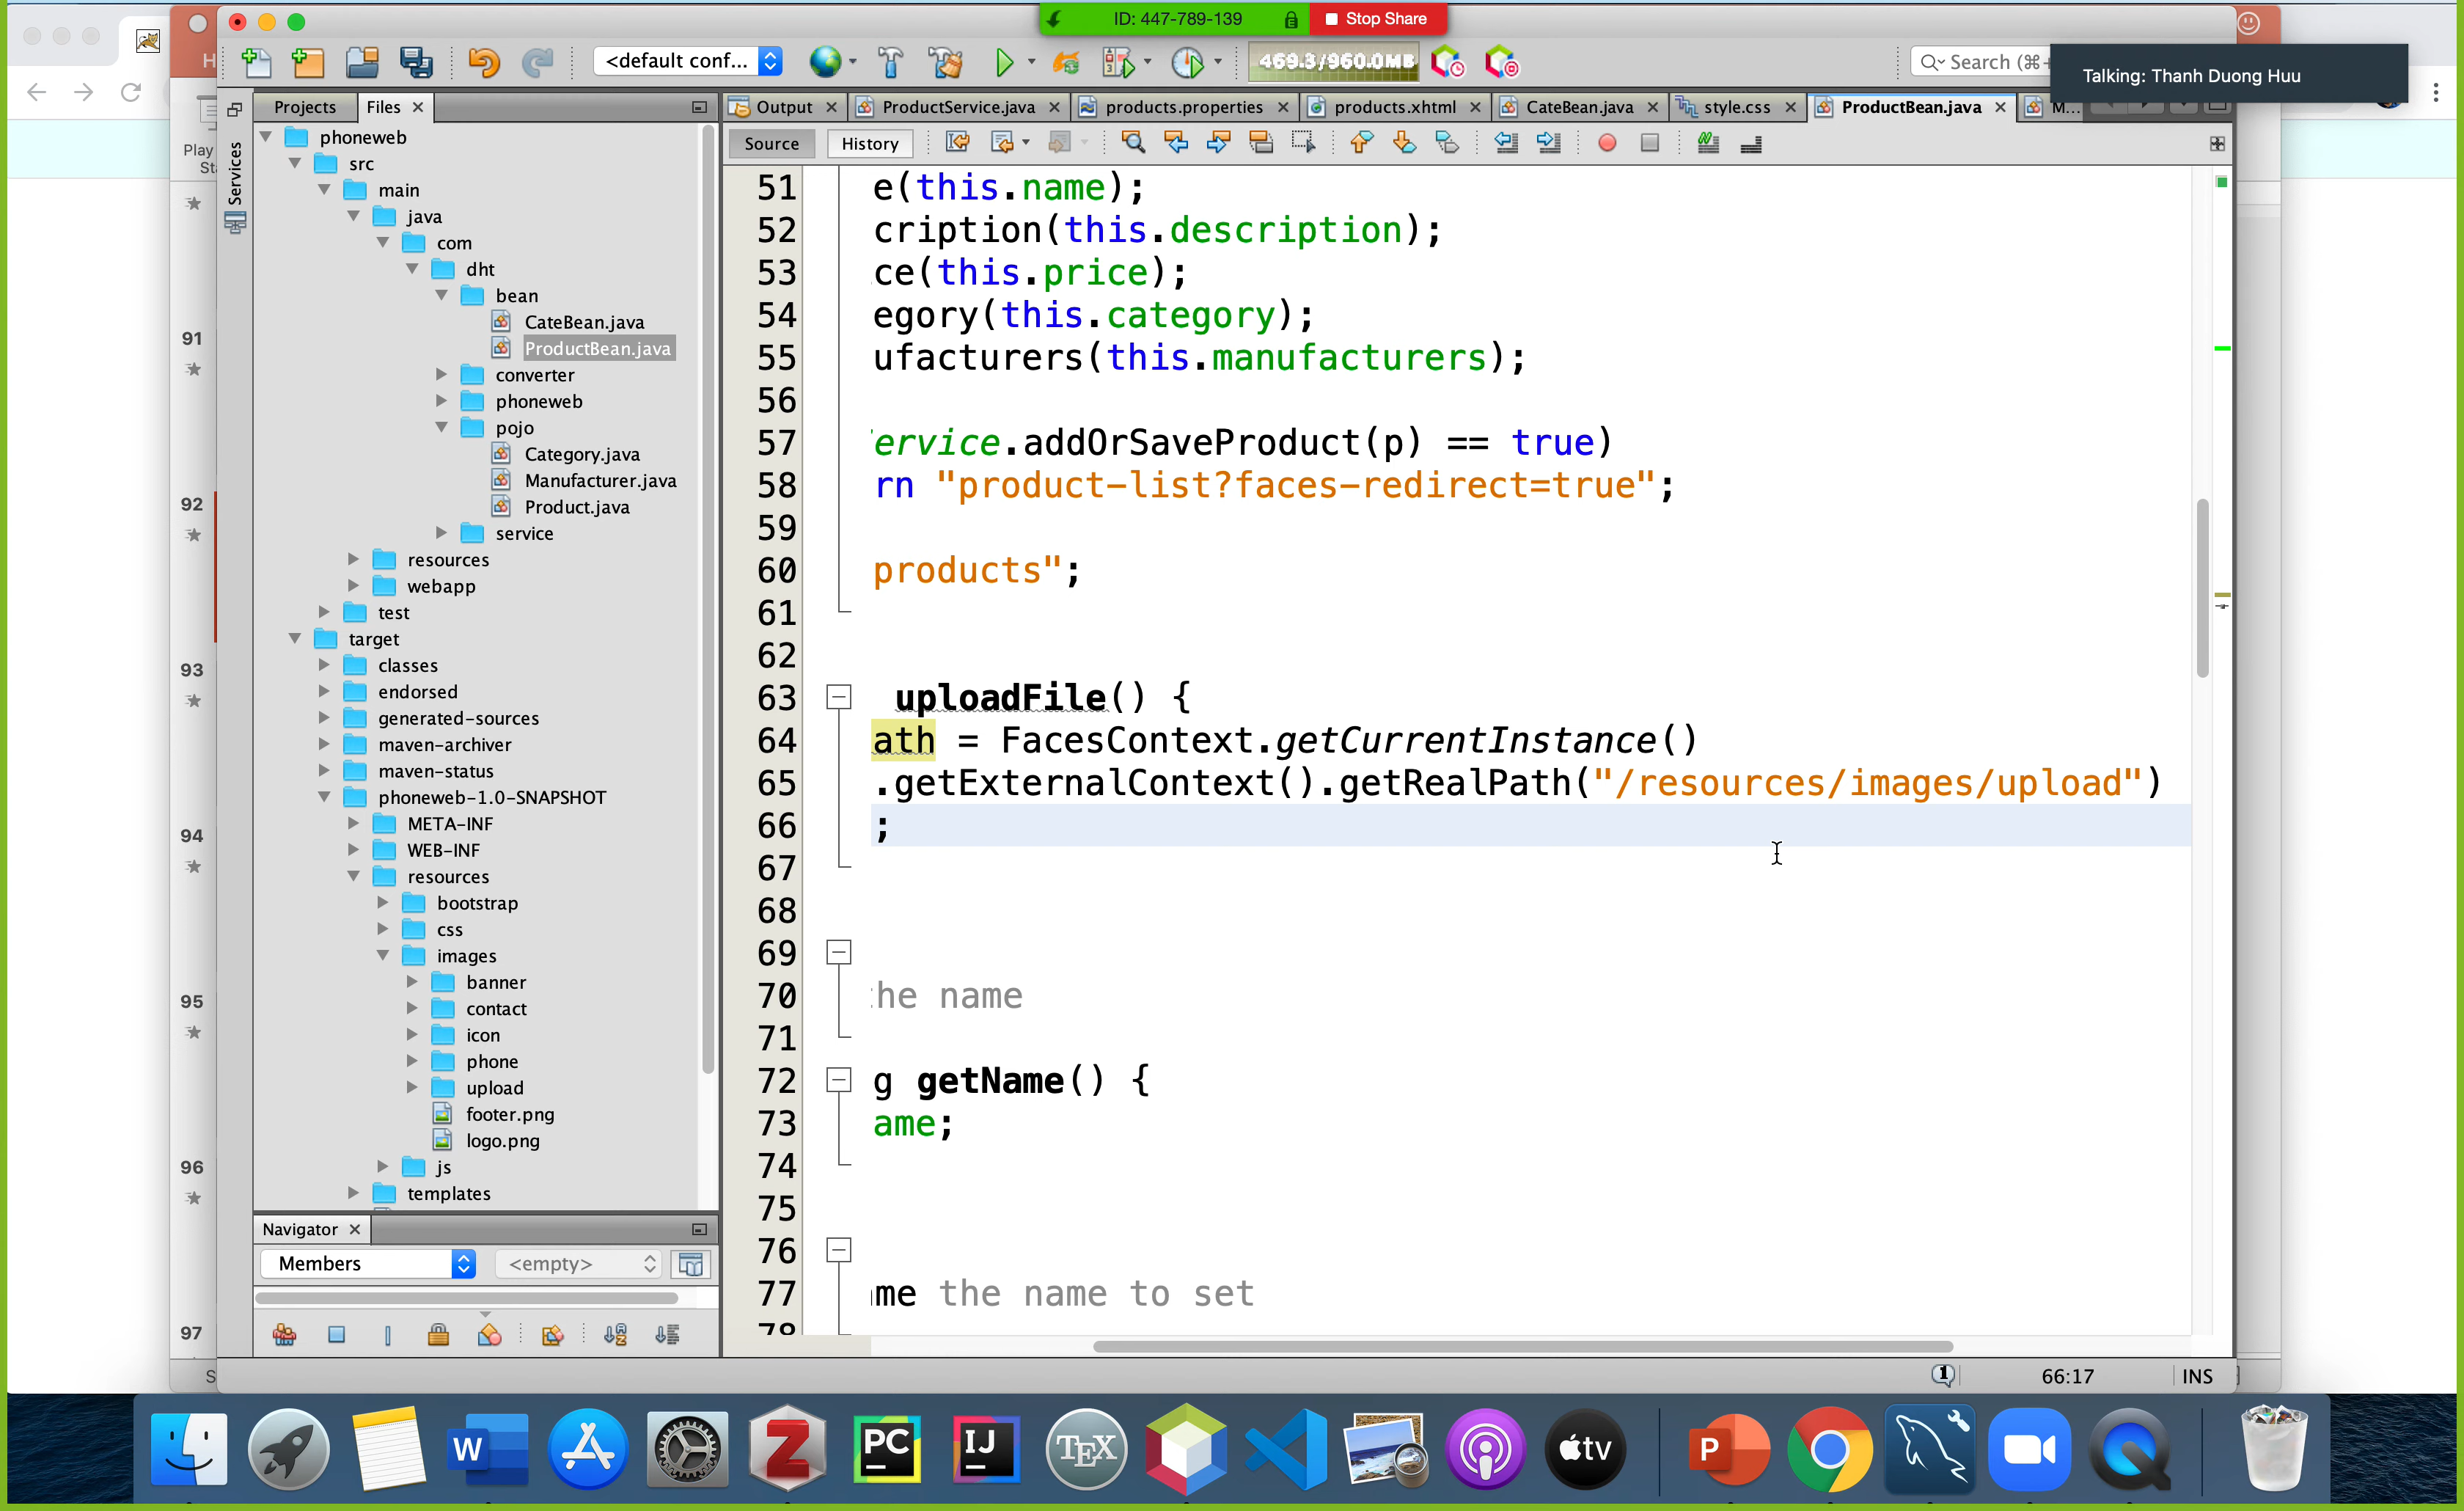 ID: 447-789-139
Stop Share
<default conf...
469.3/960.0MB
Search (⌘+
Talking: Thanh Duong Huu
Projects
Files
Output
ProductService.java
products.properties
products.xhtml
CateBean.java
style.css
ProductBean.java
M...
Source
History
H
Play
St
Services
91
92
93
94
95
96
97
S
phoneweb
src
main
java
com
dht
bean
CateBean.java
ProductBean.java
converter
phoneweb
pojo
Category.java
Manufacturer.java
Product.java
service
resources
webapp
test
target
classes
endorsed
generated-sources
maven-archiver
maven-status
phoneweb-1.0-SNAPSHOT
META-INF
WEB-INF
resources
bootstrap
css
images
banner
contact
icon
phone
upload
footer.png
logo.png
js
templates
Navigator
Members
<empty>
51 e(this.name);
52 cription(this.description);
53 ce(this.price);
54 egory(this.category);
55 ufacturers(this.manufacturers);
56
57 ervice.addOrSaveProduct(p) == true)
58 rn "product-list?faces-redirect=true";
59
60 products";
61
62
63 uploadFile() {
64 ath = FacesContext.getCurrentInstance()
65 .getExternalContext().getRealPath("/resources/images/upload")
66 ;
67
68
69
70 he name
71
72 g getName() {
73 ame;
74
75
76
77 me the name to set
78
1
66:17
INS
W
Z
PC
IJ
TEX
tv
P